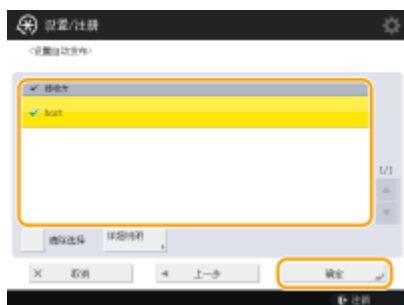 设置/注册
<设置自动发布>
接收方
host
1/1
清除选择
详细信息
取消
上一步
确定
注销